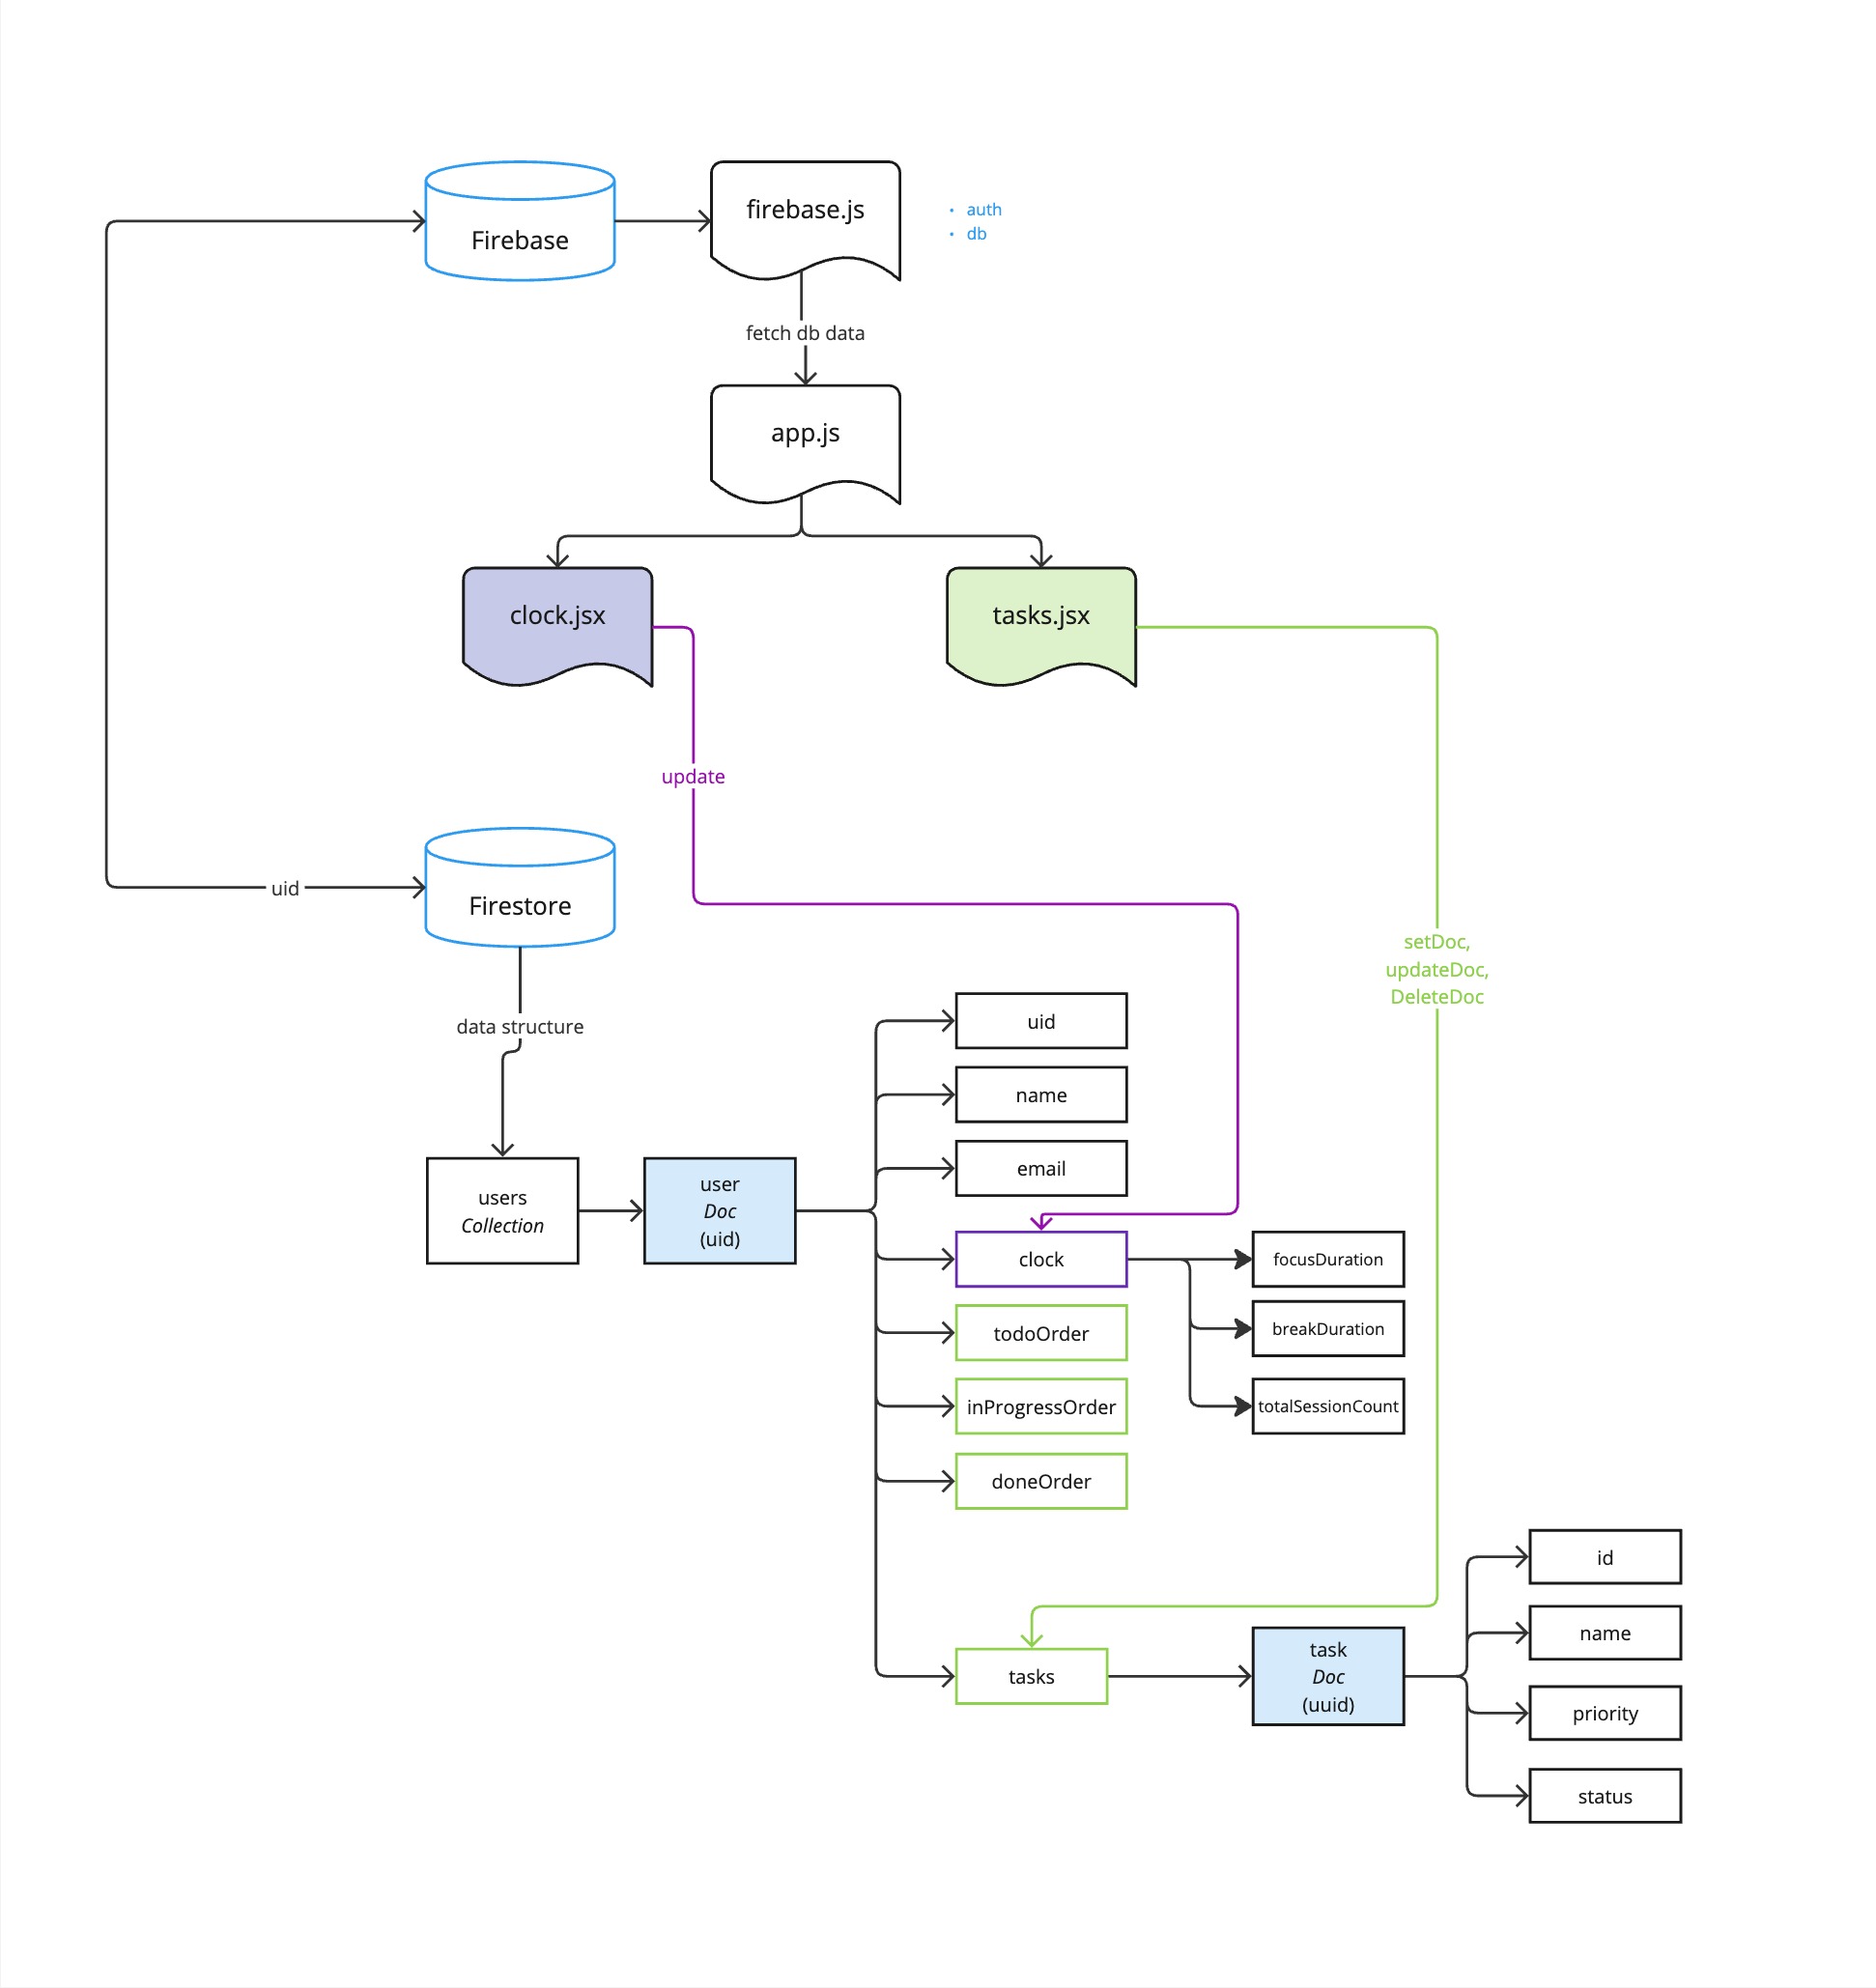 Firebase
firebase.js
• auth
• db
fetch db data
app.js
clock.jsx
tasks.jsx
update
uid
Firestore
setDoc,
updateDoc,
DeleteDoc
data structure
users
Collection
user
Doc
(uid)
uid
name
email
clock
todoOrder
inProgressOrder
doneOrder
focusDuration
breakDuration
totalSessionCount
tasks
task
Doc
(uuid)
id
name
priority
status